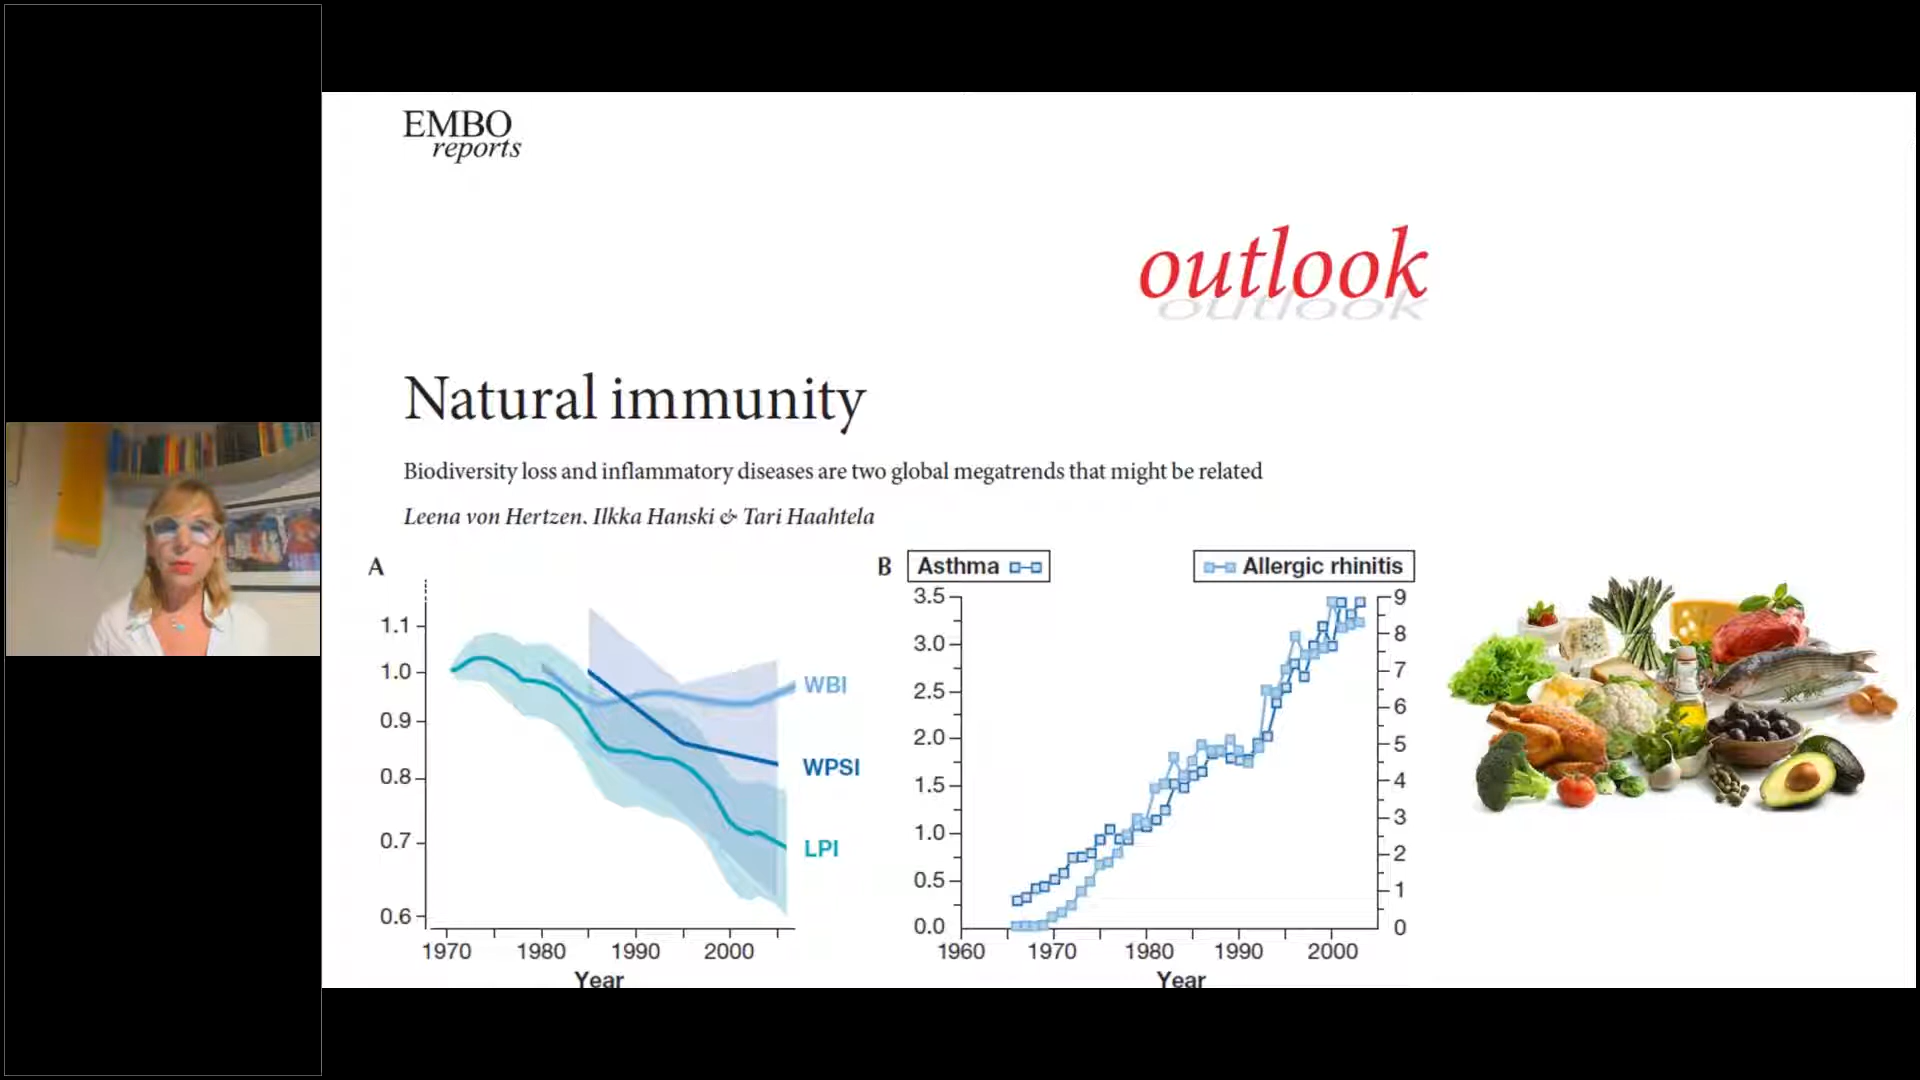 EMBO
reports
outlook
outlook
Natural immunity
Biodiversity loss and inflammatory diseases are two global megatrends that might be related
Leena von Hertzen, Ilkka Hanski & Tari Haahtela
A
1.1
1.0
0.9
0.8
0.7
0.6
WBI
WPSI
LPI
1970 1980 1990 2000
Year
B
Asthma
Allergic rhinitis
3.5
3.0
2.5
2.0
1.5
1.0
0.5
0.0
9
8
7
6
5
4
3
2
1
0
1960 1970 1980 1990 2000
Year